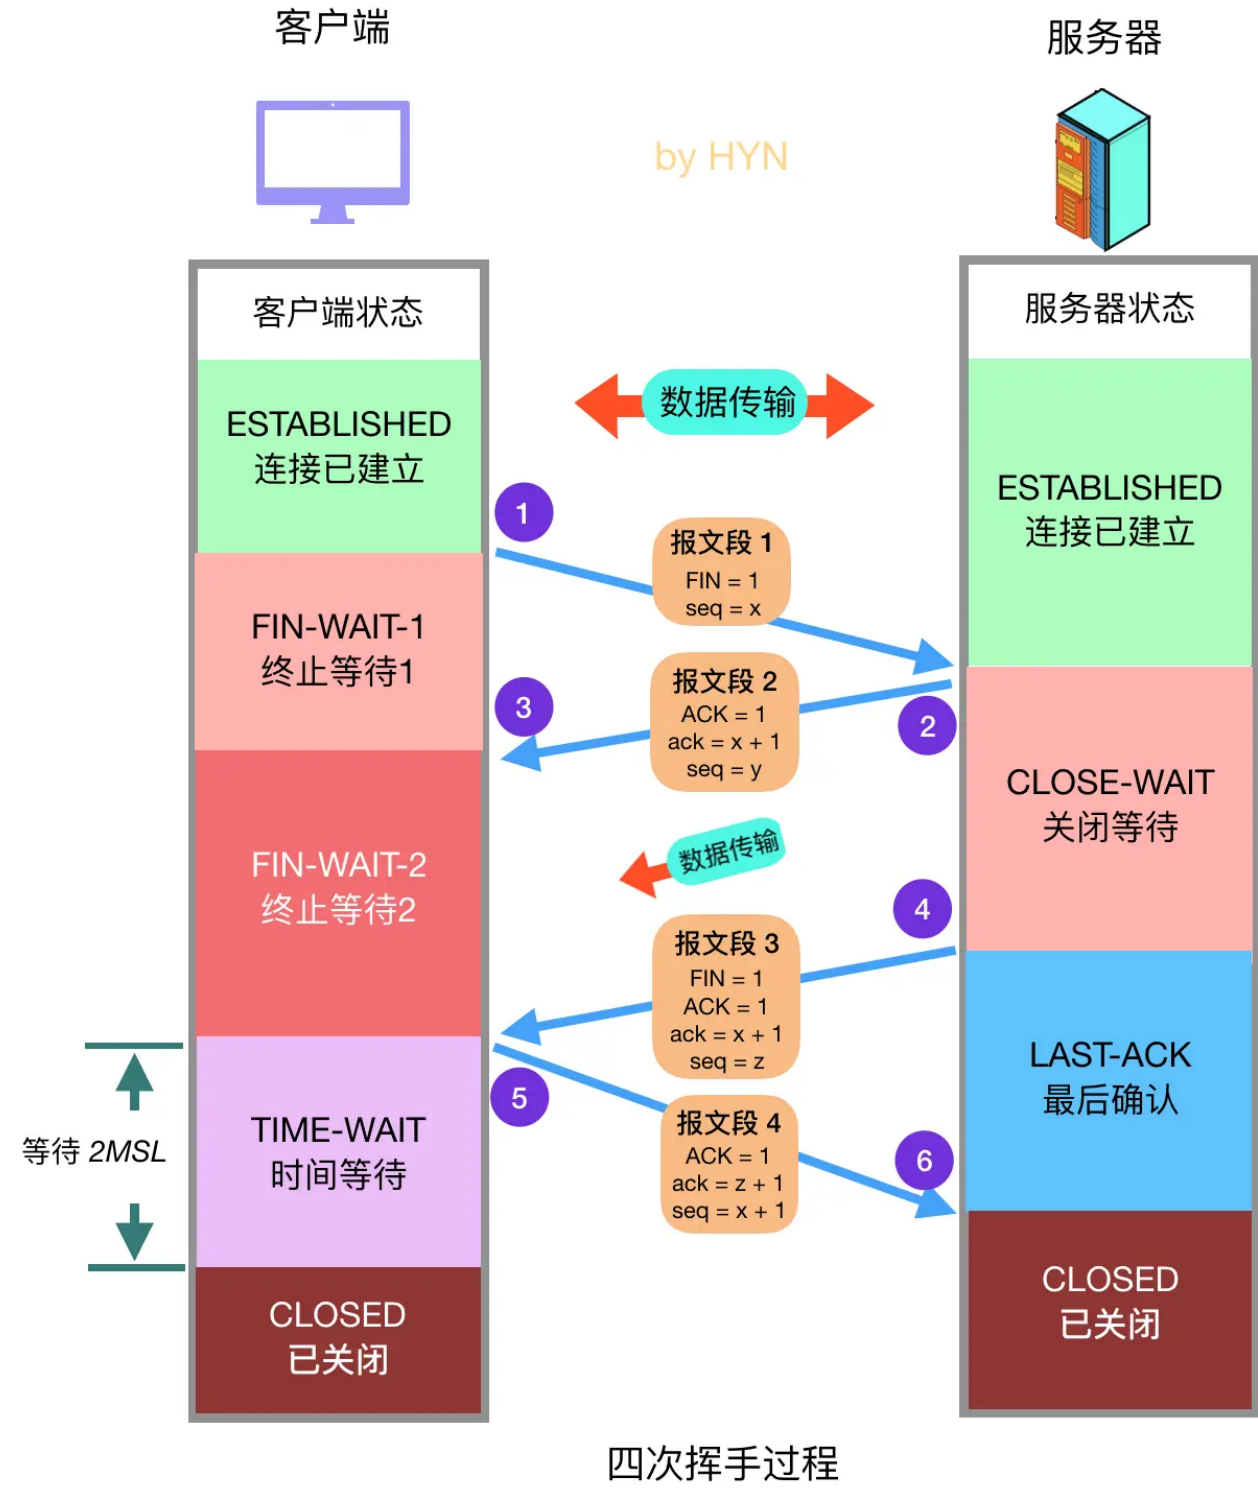 客户端
服务器
by HYN
客户端状态
服务器状态
数据传输
ESTABLISHED
连接已建立
ESTABLISHED
连接已建立
1
报文段 1
FIN = 1
seq = x
FIN-WAIT-1
终止等待1
报文段 2
ACK = 1
ack = x + 1
seq = y
3
2
CLOSE-WAIT
关闭等待
数据传输
FIN-WAIT-2
终止等待2
4
报文段 3
FIN = 1
ACK = 1
ack = x + 1
seq = z
LAST-ACK
最后确认
5
等待 2MSL
TIME-WAIT
时间等待
报文段 4
ACK = 1
ack = z + 1
seq = x + 1
6
CLOSED
已关闭
CLOSED
已关闭
四次挥手过程